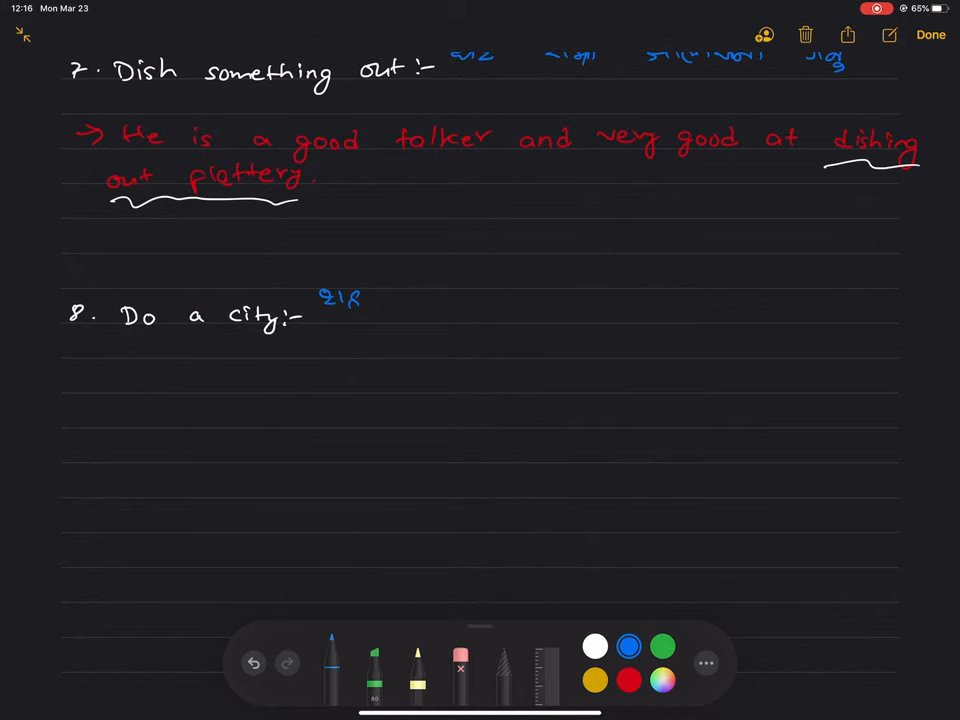 12:16 Mon Mar 23
65%
Done
7. Dish something out:-
→ He is a good talker and very good at dishing
out flattery.
8. Do a city:-
80